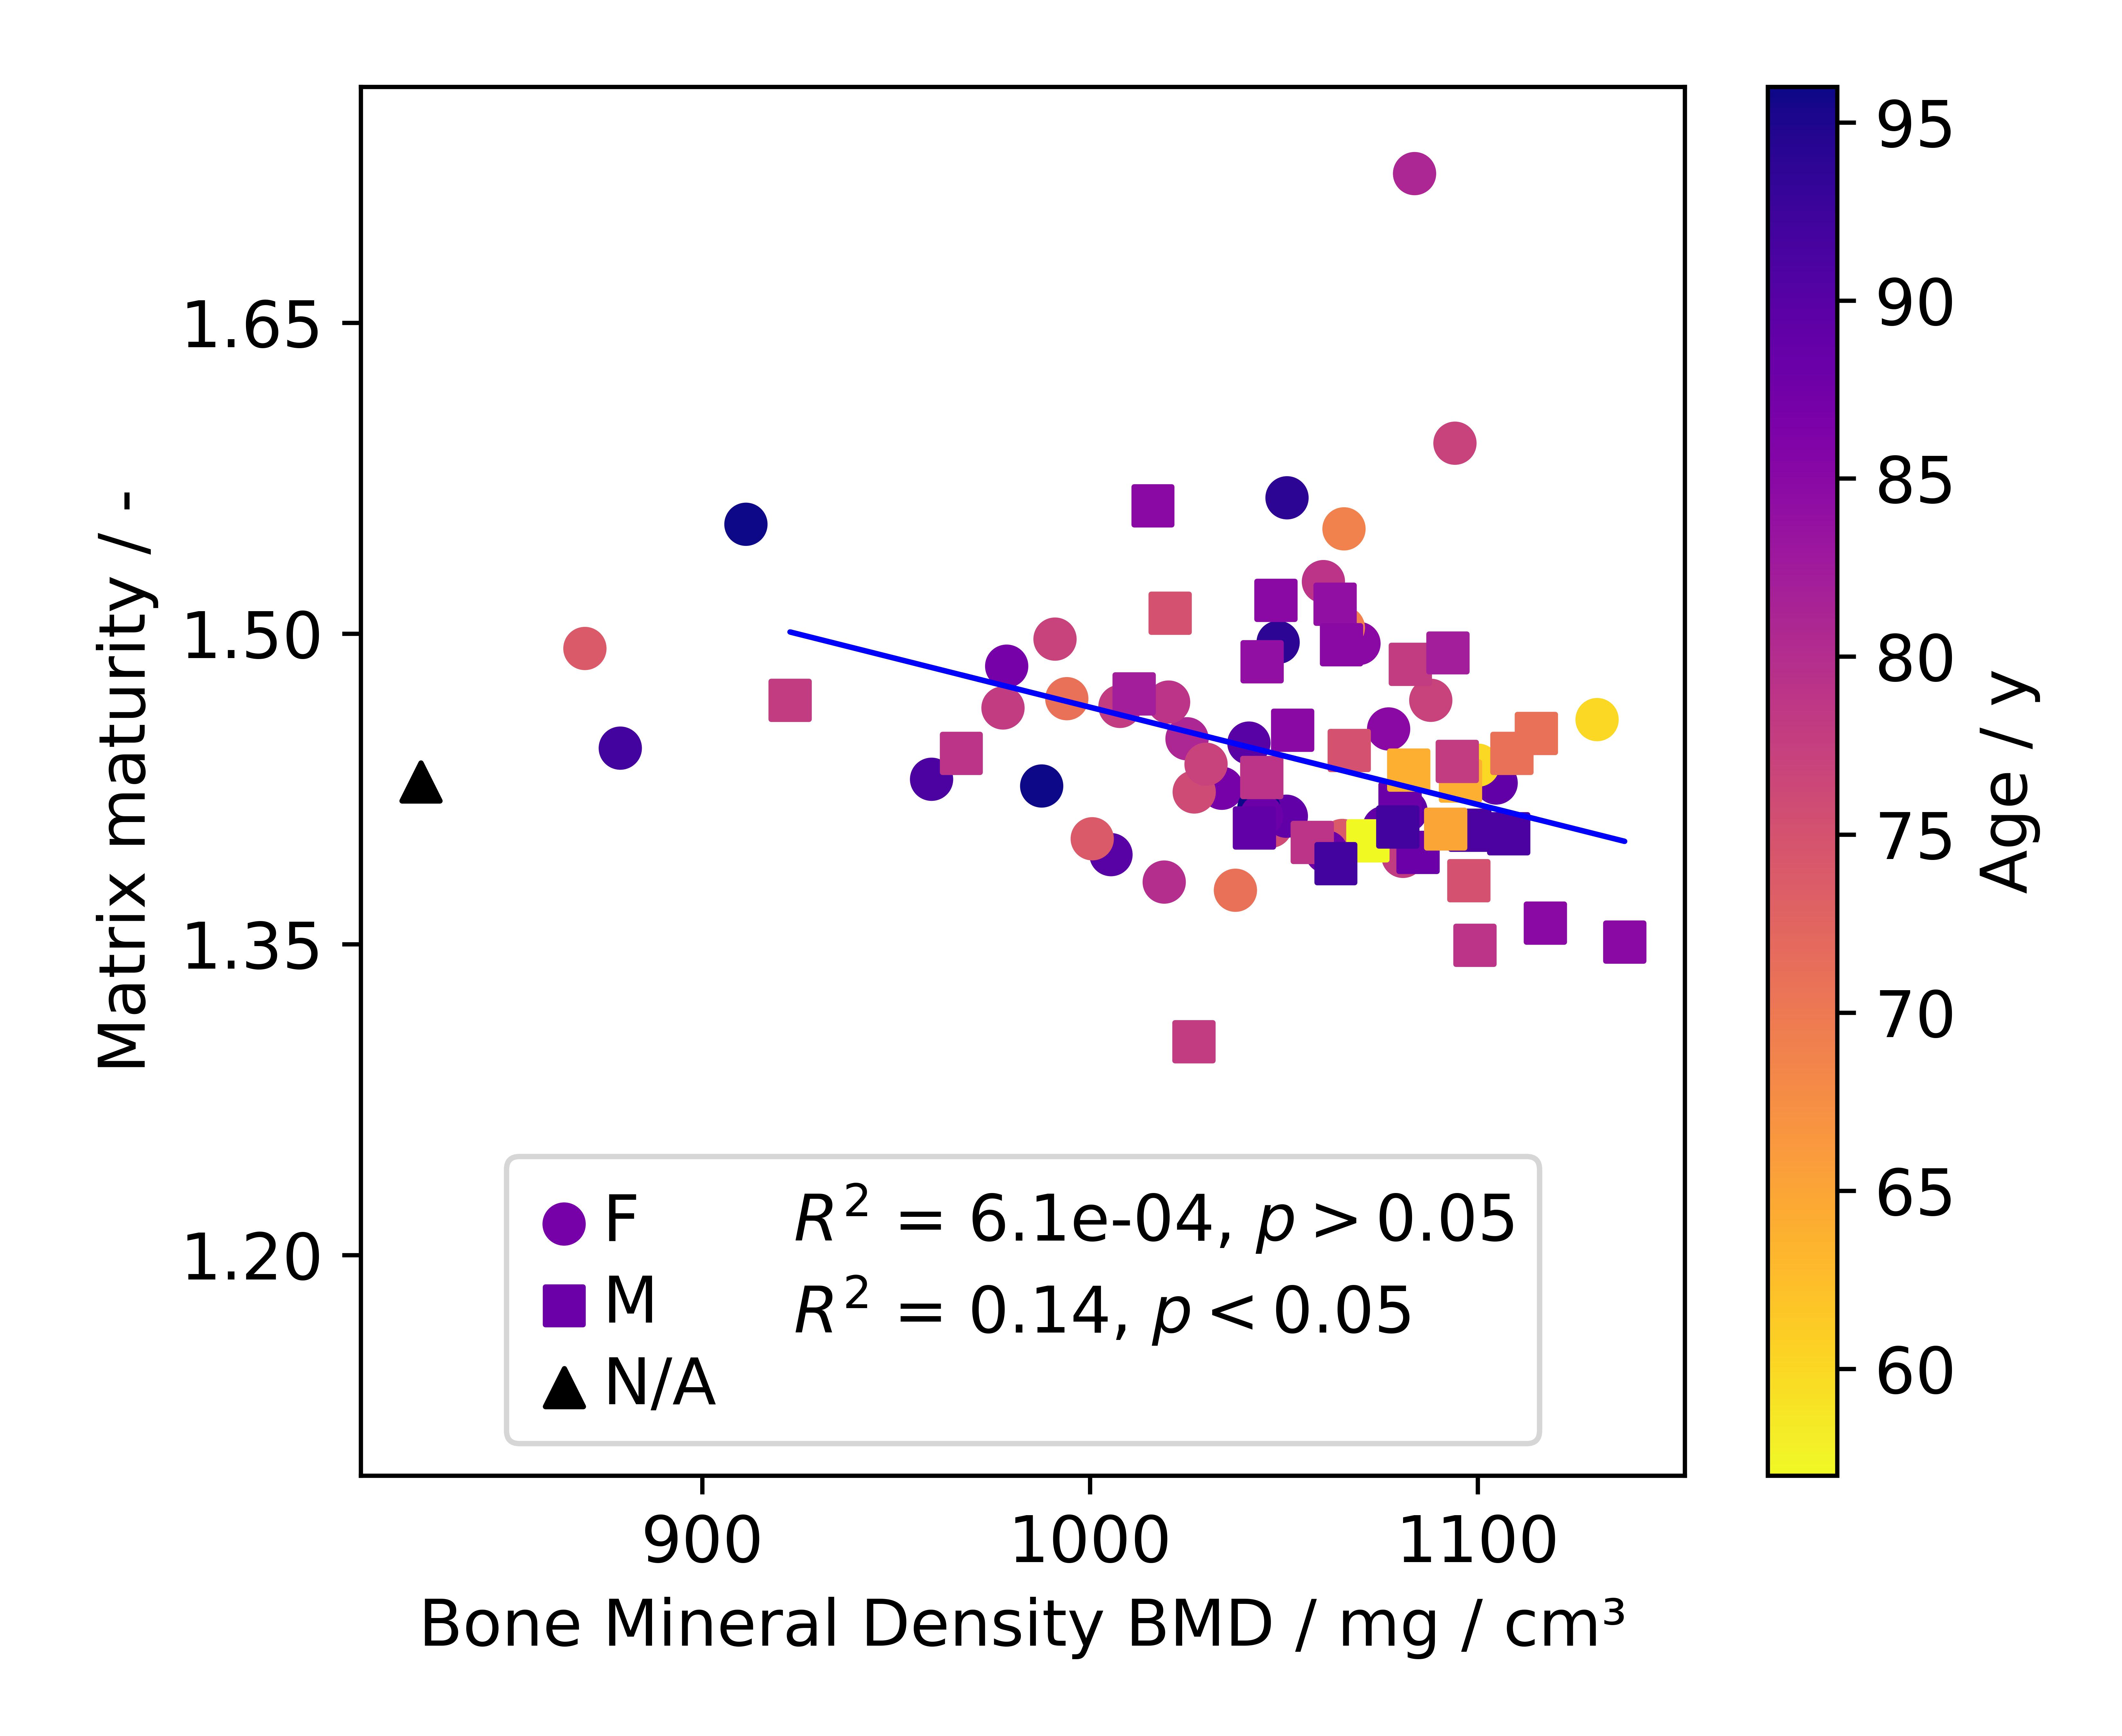 Matrix maturity / -
1.65
1.50
1.35
1.20
F R² = 6.1e-04, p > 0.05
M R² = 0.14, p < 0.05
N/A
900 1000 1100
Bone Mineral Density BMD / mg / cm³
95
90
85
80
75
70
65
60
Age / y